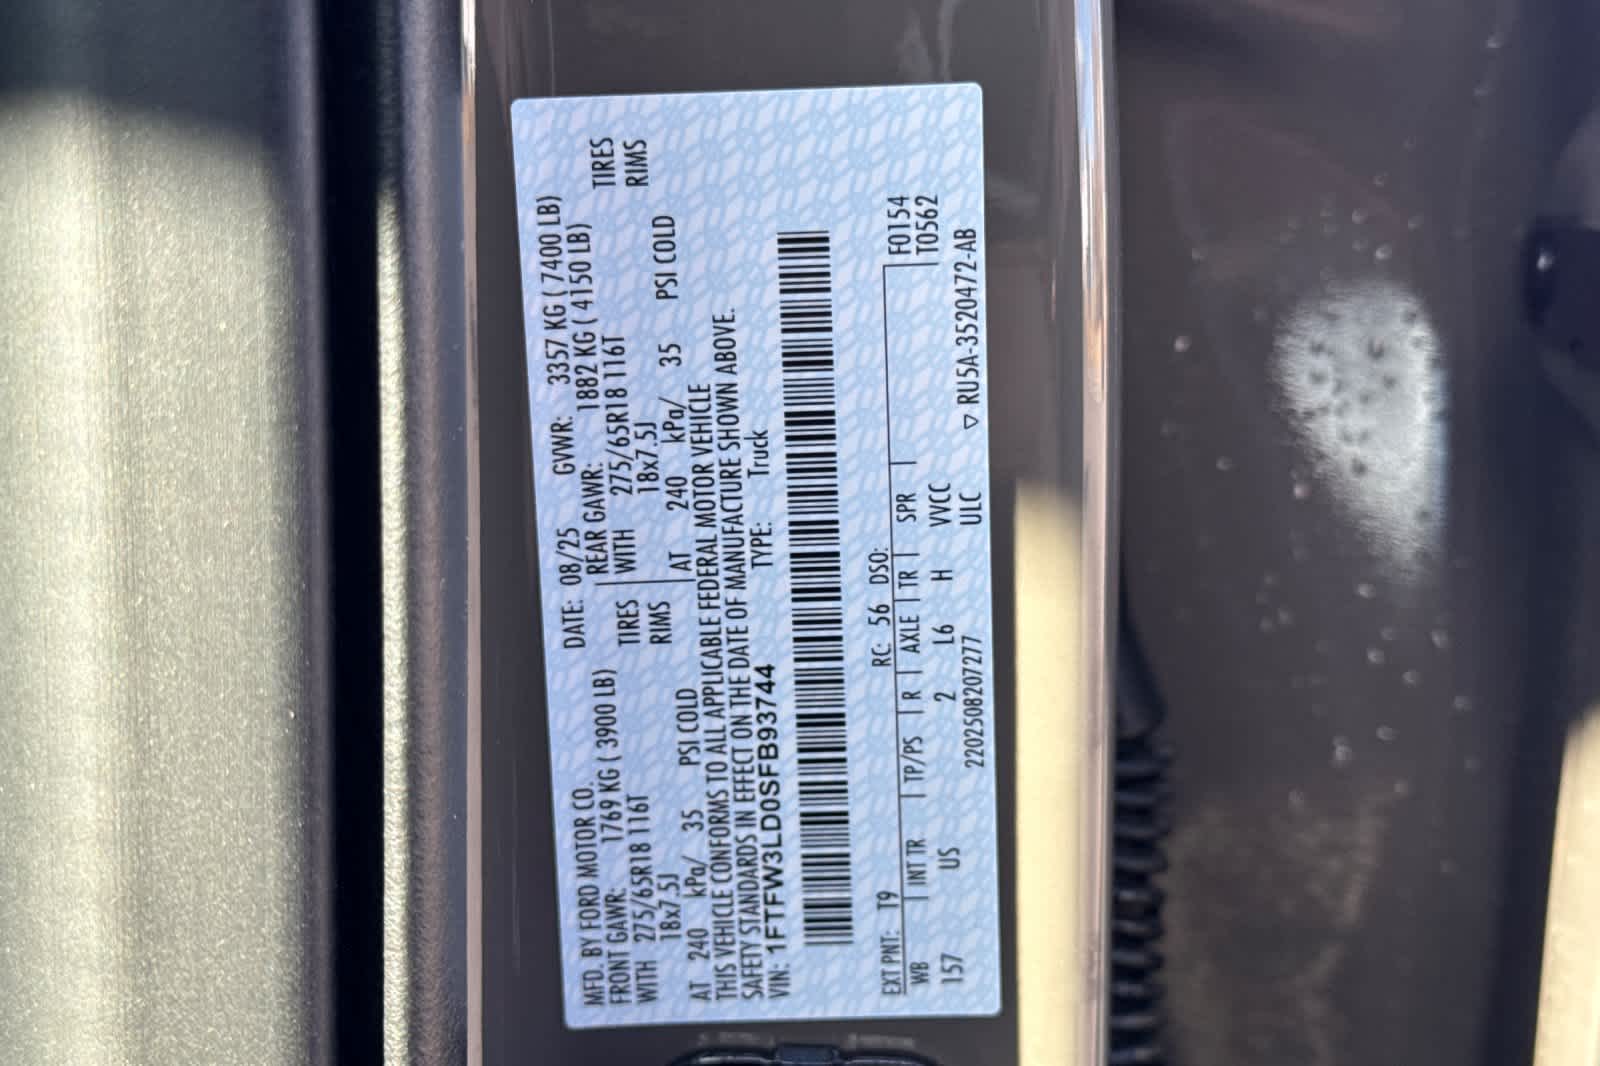 MFD. BY FORD MOTOR CO. DATE: 08/25 GVWR: 3357 KG ( 7400 LB)
FRONT GAWR: 1769 KG ( 3900 LB) REAR GAWR: 1882 KG ( 4150 LB)
WITH 275/65R18 116T TIRES WITH 275/65R18 116T TIRES
18x7.5J RIMS 18x7.5J RIMS
AT 240 kPa/ 35 PSI COLD AT 240 kPa/ 35 PSI COLD
THIS VEHICLE CONFORMS TO ALL APPLICABLE FEDERAL MOTOR VEHICLE
SAFETY STANDARDS IN EFFECT ON THE DATE OF MANUFACTURE SHOWN ABOVE.
VIN: 1FTFW3LD0SFB93744 TYPE: Truck
EXT PNT: T9 RC: 56 DSO: F0154
WB INT TR TP/PS R AXLE TR SPR T0562
157 US 2 L6 H VVCC
2202508207277 ULC ▽ RU5A-3520472-AB